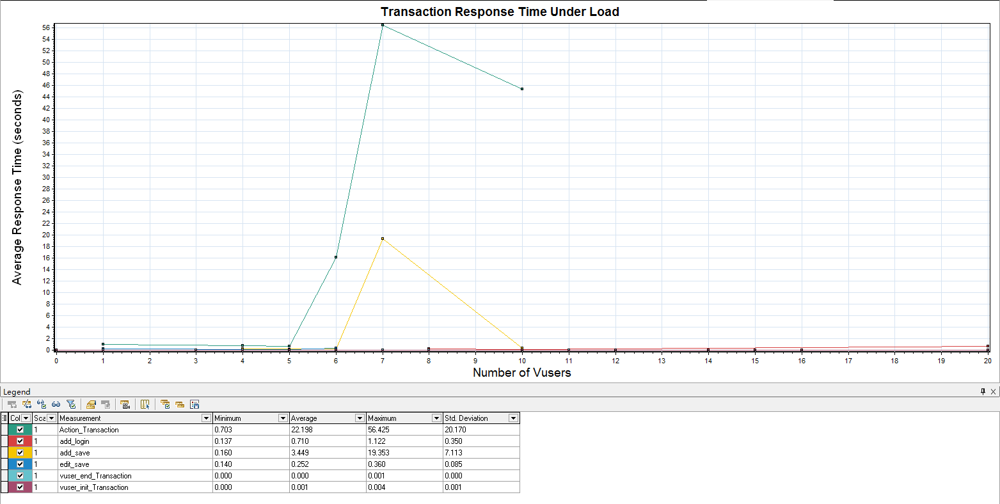 Transaction Response Time Under Load
Average Response Time (seconds)
56
54
52
50
48
46
44
42
40
38
36
34
32
30
28
26
24
22
20
18
16
14
12
10
8
6
4
2
0
0 1 2 3 4 5 6 7 8 9 10 11 12 13 14 15 16 17 18 19 20
Number of Vusers
Legend
Col Sca Measurement Minimum Average Maximum Std. Deviation
1 Action_Transaction 0.703 22.198 56.425 20.170
1 add_login 0.137 0.710 1.122 0.350
1 add_save 0.160 3.449 19.353 7.113
1 edit_save 0.140 0.252 0.360 0.085
1 vuser_end_Transaction 0.000 0.000 0.001 0.000
1 vuser_init_Transaction 0.000 0.001 0.004 0.001